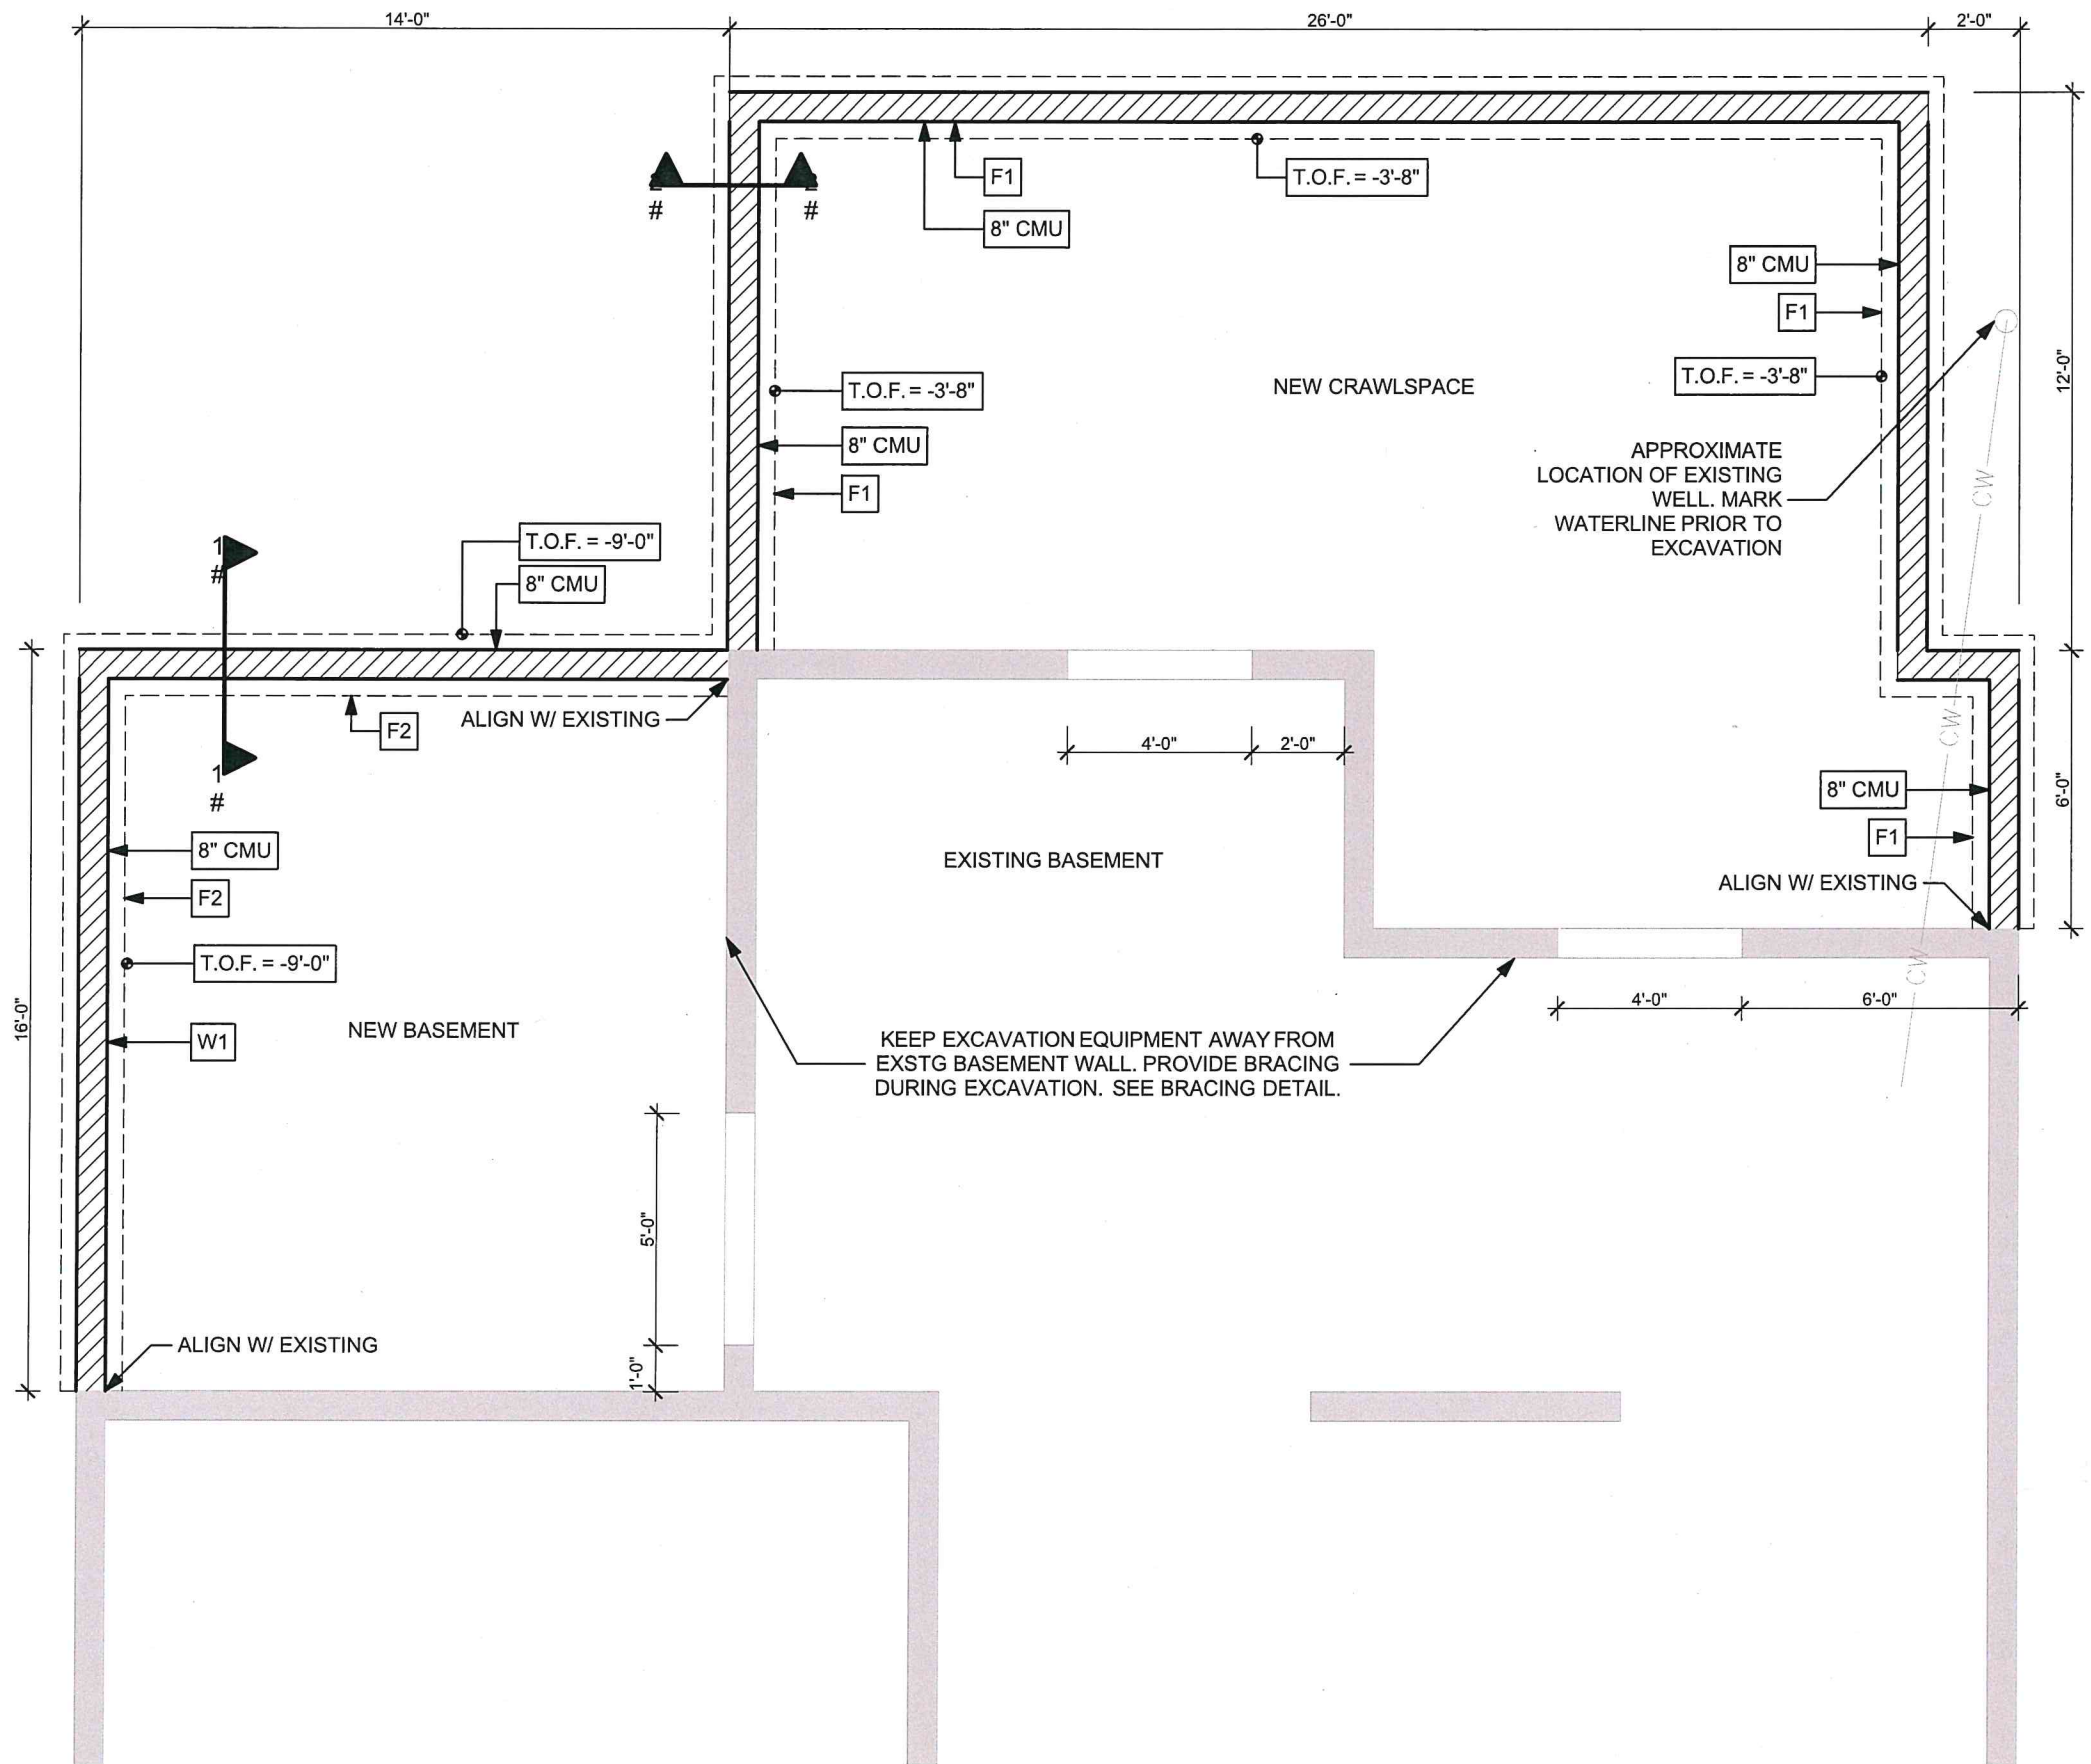 14'-0"
26'-0"
2'-0"
F1
T.O.F. = -3'-8"
# #
8" CMU
8" CMU
F1
T.O.F. = -3'-8"
T.O.F. = -3'-8"
NEW CRAWLSPACE
12'-0"
8" CMU
F1
APPROXIMATE
LOCATION OF EXISTING
WELL. MARK
WATERLINE PRIOR TO
EXCAVATION
CW
T.O.F. = -9'-0"
1
#
8" CMU
F2
ALIGN W/ EXISTING
CW
4'-0"
2'-0"
1
#
8" CMU
6'-0"
F1
8" CMU
EXISTING BASEMENT
ALIGN W/ EXISTING
F2
T.O.F. = -9'-0"
CW
4'-0"
6'-0"
16'-0"
W1
NEW BASEMENT
KEEP EXCAVATION EQUIPMENT AWAY FROM
EXSTG BASEMENT WALL. PROVIDE BRACING
DURING EXCAVATION. SEE BRACING DETAIL.
5'-0"
ALIGN W/ EXISTING
1'-0"